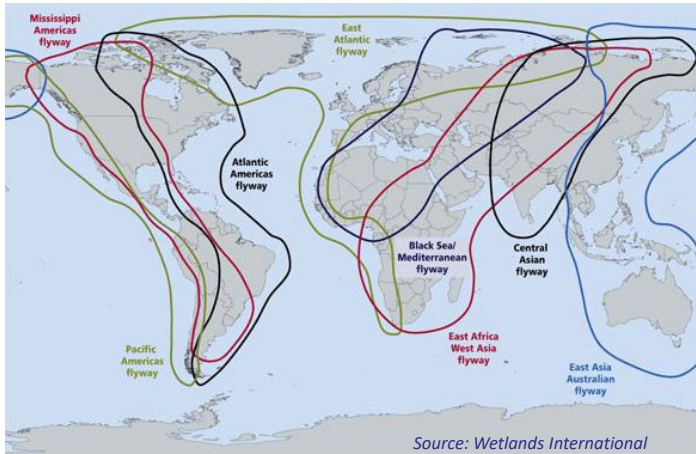 Mississippi
Americas
flyway
East
Atlantic
flyway
Atlantic
Americas
flyway
Black Sea/
Mediterranean
flyway
Central
Asian
flyway
Pacific
Americas
flyway
East Africa
West Asia
flyway
East Asia
Australian
flyway
Source: Wetlands International